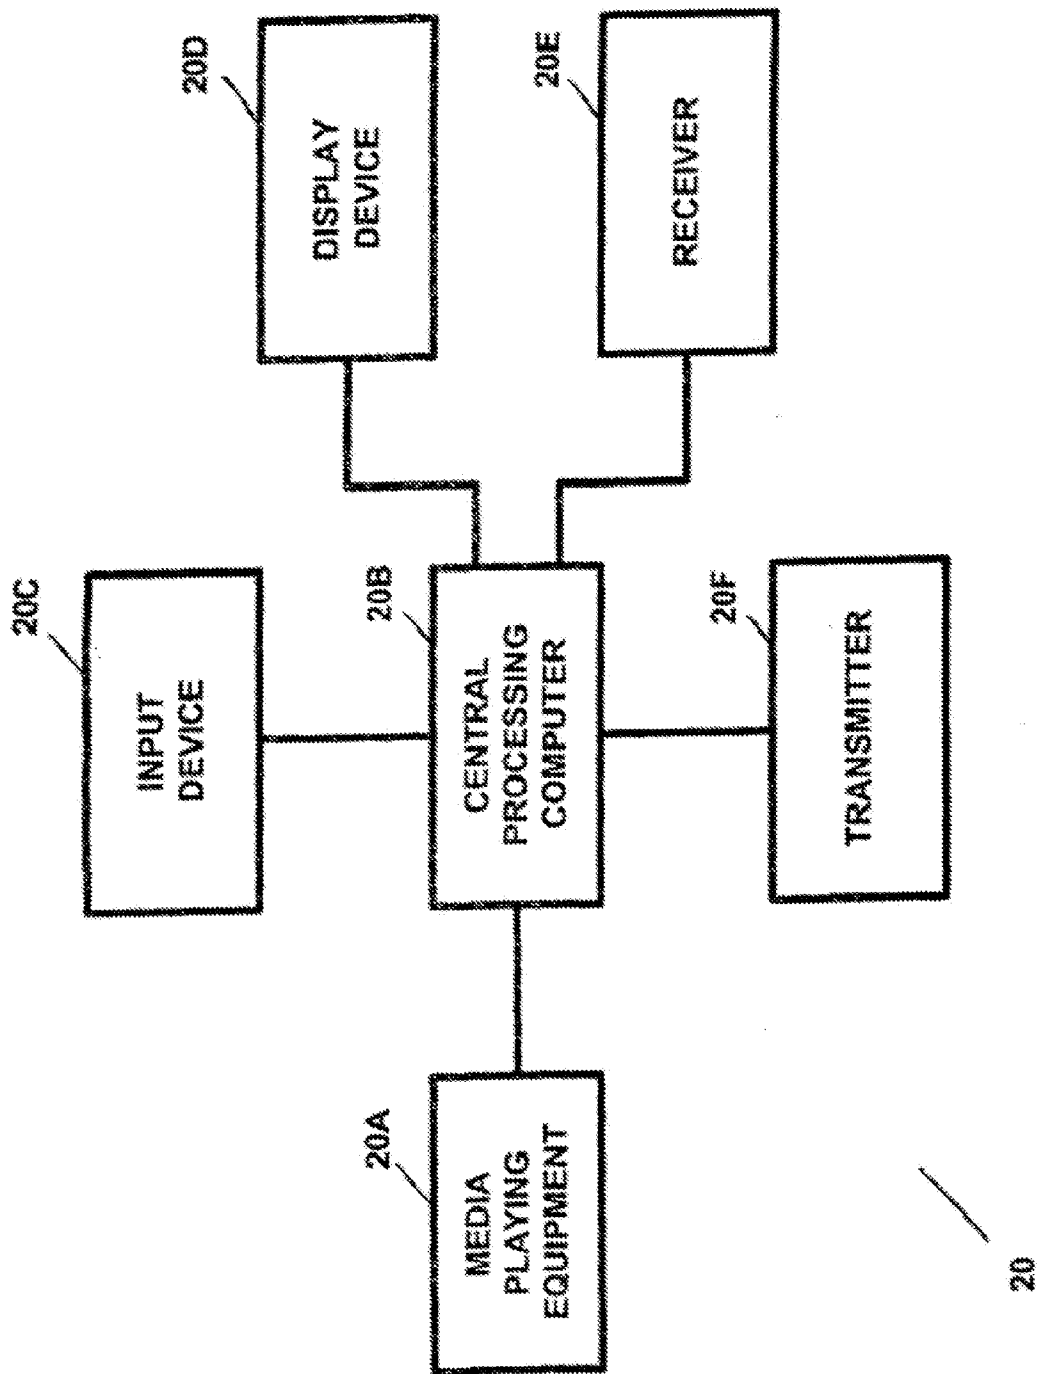 20C
INPUT
DEVICE
20D
DISPLAY
DEVICE
20A
MEDIA
PLAYING
EQUIPMENT
20B
CENTRAL
PROCESSING
COMPUTER
20E
RECEIVER
20F
TRANSMITTER
20